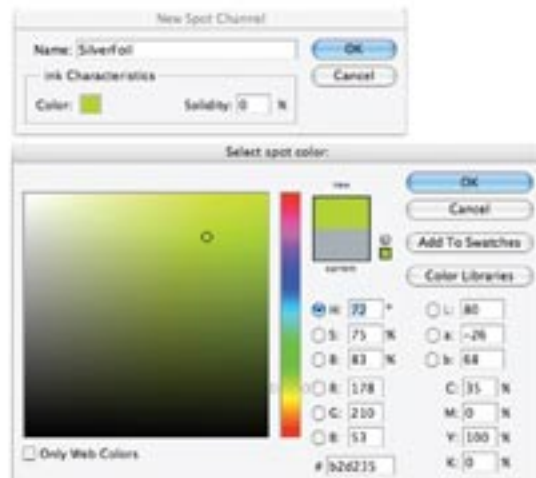 New Spot Channel
Name: SilverFoil
OK
Ink Characteristics
Cancel
Color:
Solidity: 0 %
Select spot color:
new
OK
Cancel
Add To Swatches
current
Color Libraries
H: 72 °
L: 80
S: 75 %
a: -26
B: 83 %
b: 68
R: 178
C: 35 %
G: 210
M: 0 %
B: 53
Y: 100 %
Only Web Colors
# b2d235
K: 0 %